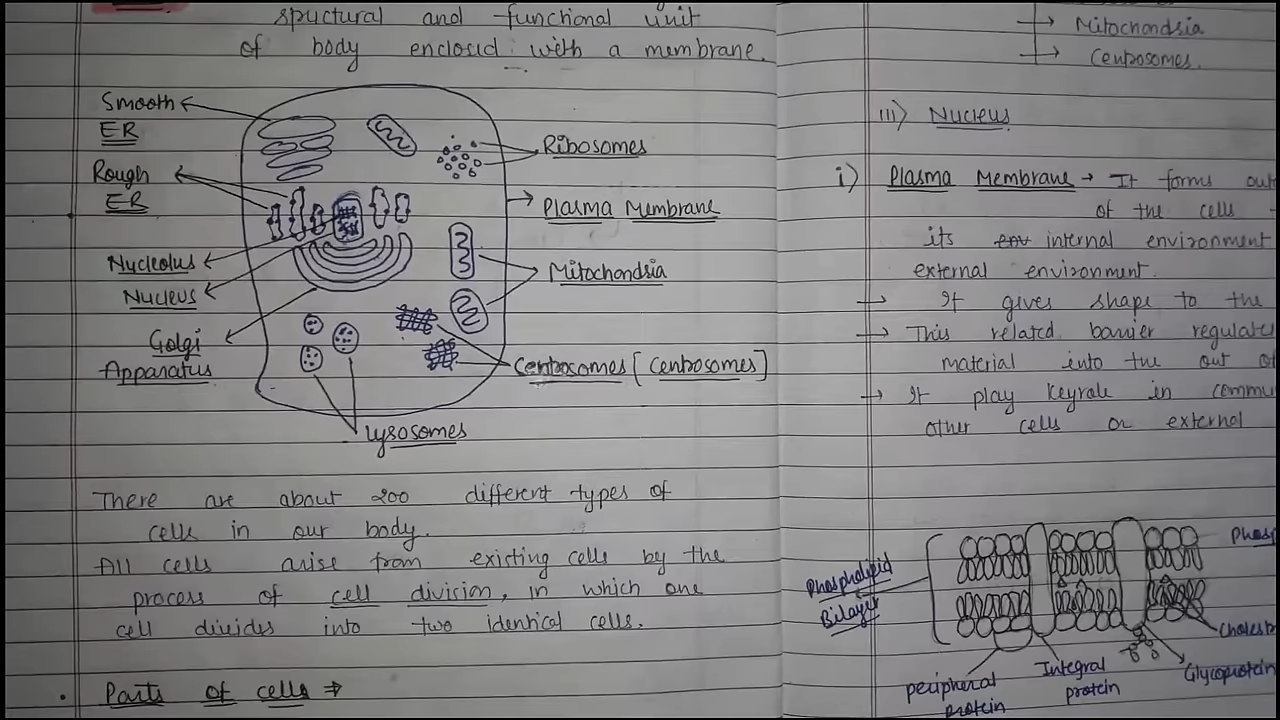 structural and functional unit
of body enclosed with a membrane.
Smooth
ER
Rough
ER
Nucleolus
Nucleus
Golgi
Apparatus
Lysosomes
Ribosomes
Plasma Membrane
Mitochondria
Centrosomes [Centrosomes]
There are about 200 different types of
cells in our body.
All cells arise from existing cells by the
process of cell division, in which one
cell divides into two identical cells.
Parts of cells ⇒
→ Mitochondria
→ Centrosomes.
III) Nucleus
i) Plasma Membrane → It forms
of the cells
its internal environment
external environment.
→ It gives shape to the
→ This related barrier regulate
material into the out
→ It play keyrale in commu
other cells or external
Phospholipid
Bilayer
Phosp
Cholest
Glycoprotein
Integral
protein
peripheral
protein